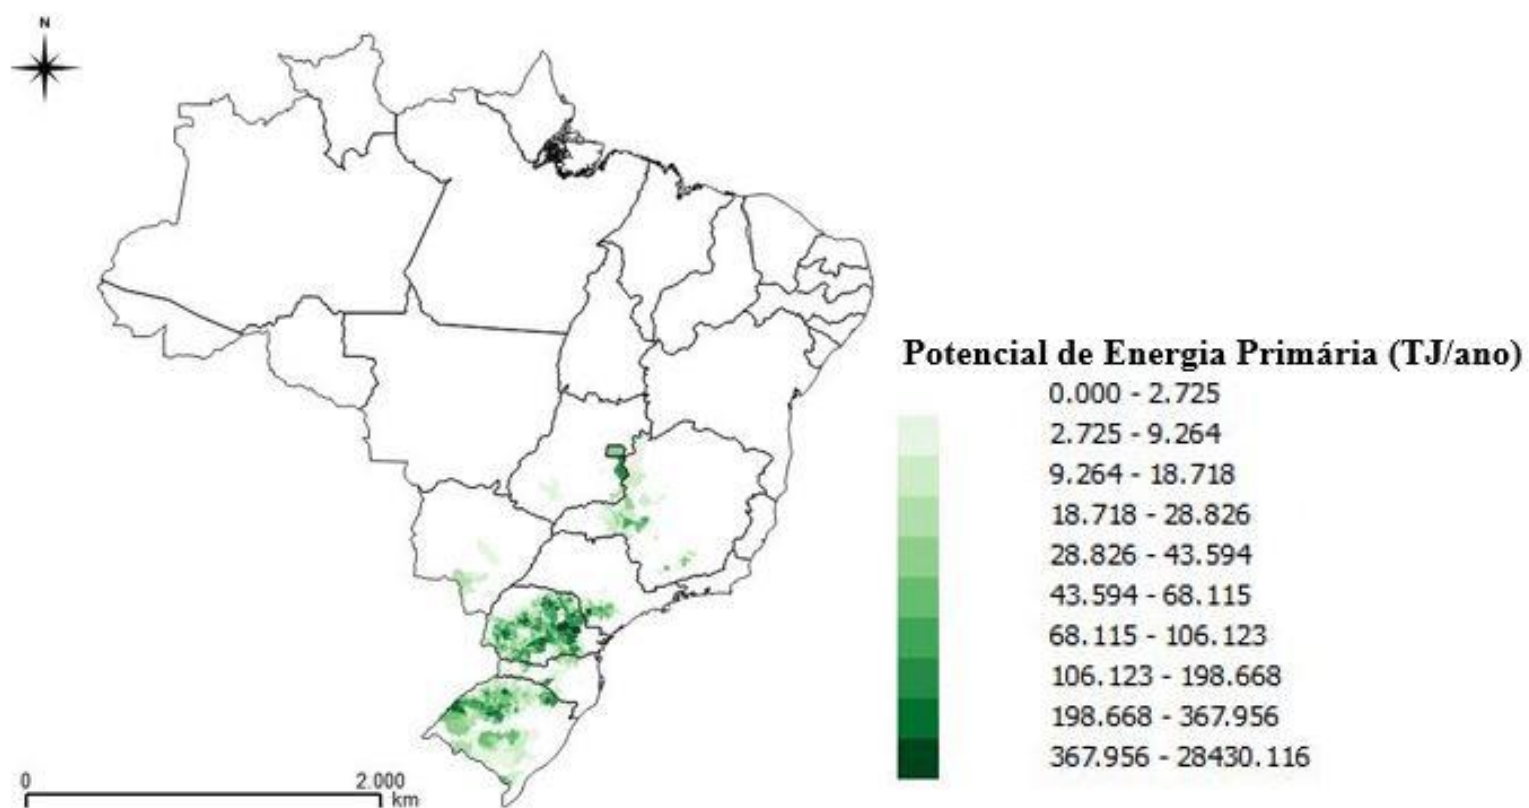 N
Potencial de Energia Primária (TJ/ano)
0.000 - 2.725
2.725 - 9.264
9.264 - 18.718
18.718 - 28.826
28.826 - 43.594
43.594 - 68.115
68.115 - 106.123
106.123 - 198.668
198.668 - 367.956
367.956 - 28430.116
0 2.000
km